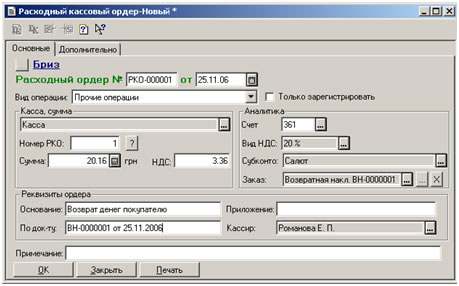 Расходный кассовый ордер-Новый *
Основные Дополнительно
Бриз
Расходный ордер № РКО-000001 от 25.11.06
Вид операции: Прочие операции Только зарегистрировать
Касса, сумма Аналитика
Касса ... Счет 361 ...
Номер РКО: 1 ? Вид НДС: 20 % ...
Сумма: 20.16 грн НДС: 3.36 Субконто: Салют ...
Заказ: Возвратная накл. ВН-0000001 ... ... X
Реквизиты ордера
Основание: Возврат денег покупателю Приложение:
По док-ту: ВН-0000001 от 25.11.2006 Кассир: Романова Е. П. ...
Примечание:
OK Закрыть Печать